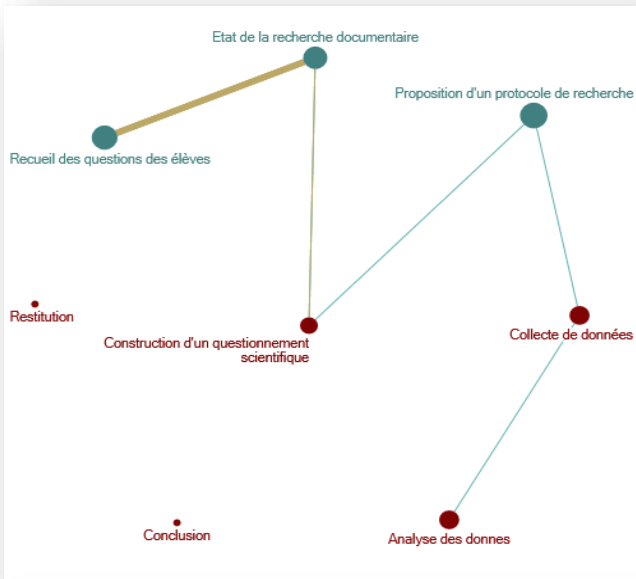 Etat de la recherche documentaire
Proposition d'un protocole de recherche
Recueil des questions des élèves
Restitution
Construction d'un questionnement
scientifique
Collecte de données
Conclusion
Analyse des donnes